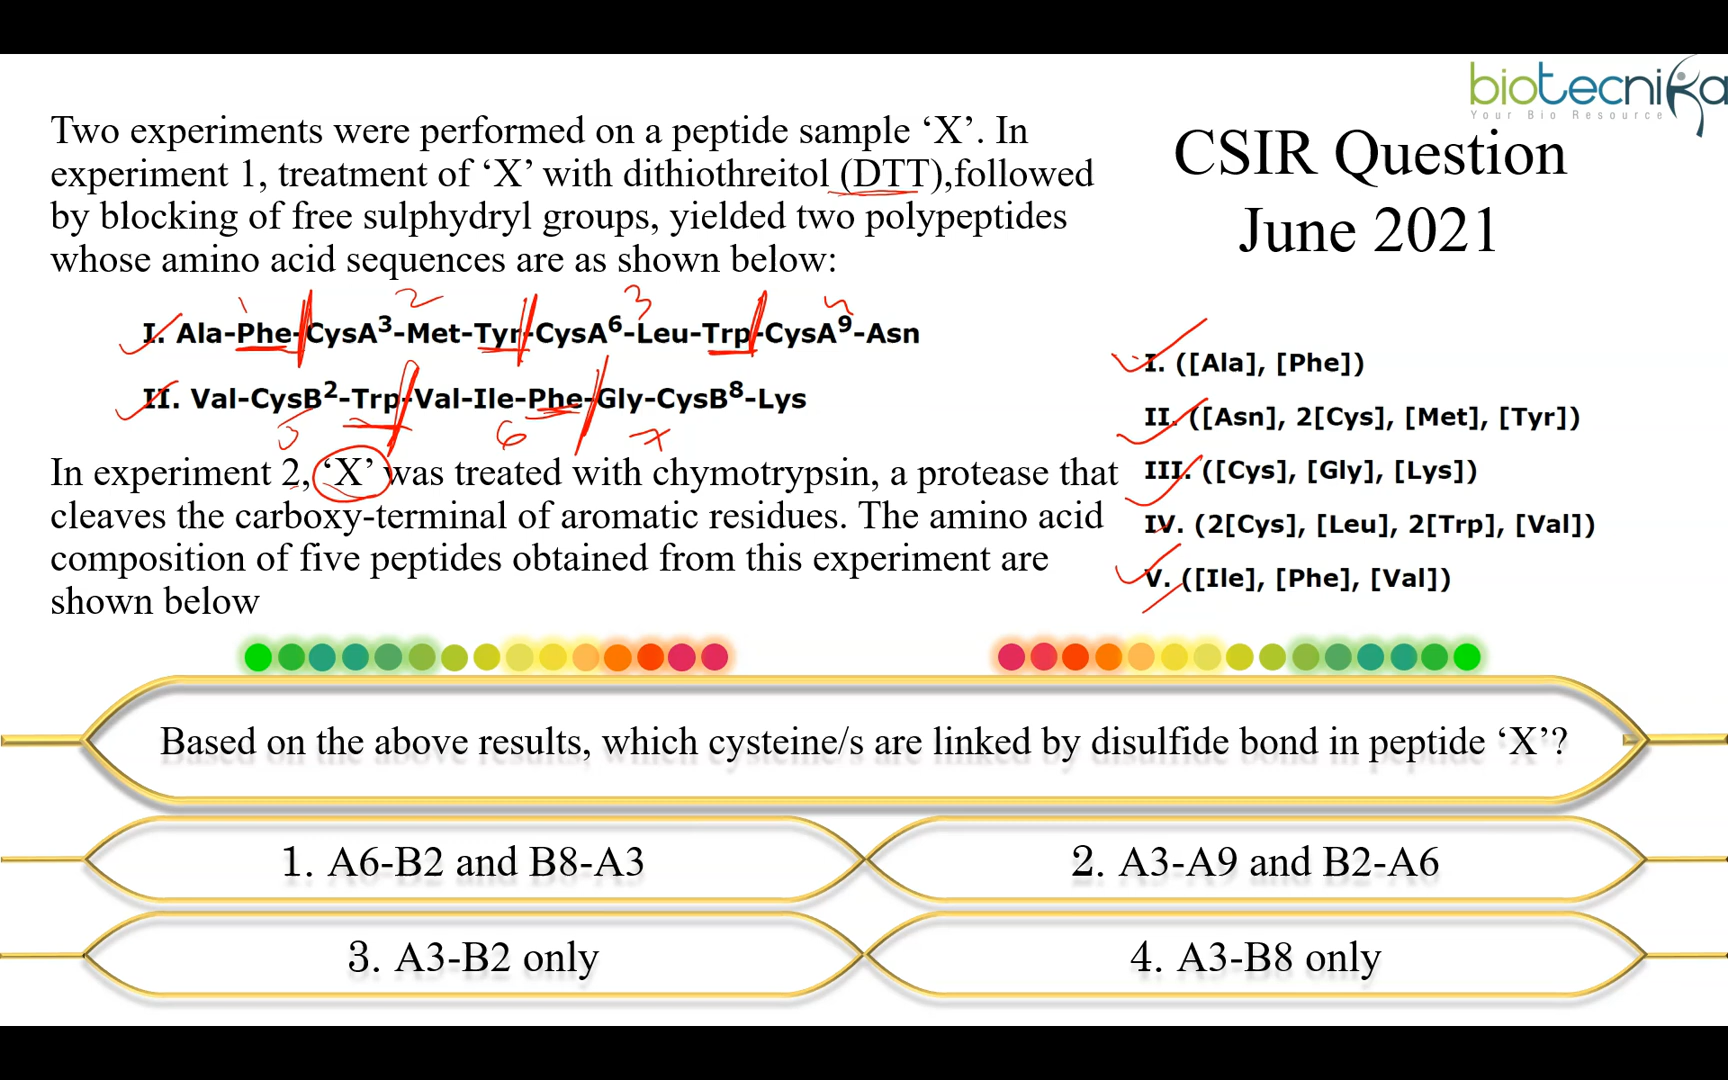 biotecnika
Your Bio Resource
CSIR Question
June 2021
Two experiments were performed on a peptide sample ‘X’. In
experiment 1, treatment of ‘X’ with dithiothreitol (DTT),followed
by blocking of free sulphydryl groups, yielded two polypeptides
whose amino acid sequences are as shown below:
1 2 3 4
I. Ala-Phe-CysA³-Met-Tyr-CysA⁶-Leu-Trp-CysA⁹-Asn
II. Val-CysB²-Trp-Val-Ile-Phe-Gly-CysB⁸-Lys
5 6 7
In experiment 2, ‘X’ was treated with chymotrypsin, a protease that
cleaves the carboxy-terminal of aromatic residues. The amino acid
composition of five peptides obtained from this experiment are
shown below
I. ([Ala], [Phe])
II. ([Asn], 2[Cys], [Met], [Tyr])
III. ([Cys], [Gly], [Lys])
IV. (2[Cys], [Leu], 2[Trp], [Val])
V. ([Ile], [Phe], [Val])
Based on the above results, which cysteine/s are linked by disulfide bond in peptide ‘X’?
1. A6-B2 and B8-A3
2. A3-A9 and B2-A6
3. A3-B2 only
4. A3-B8 only